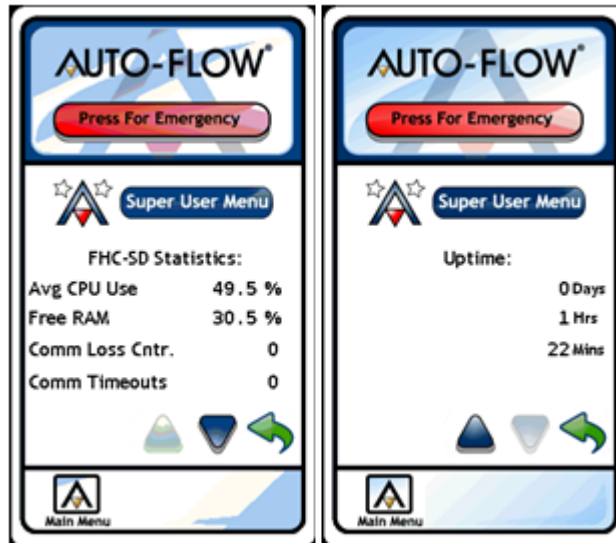 AUTO-FLOW®
Press For Emergency
Super User Menu
FHC-SD Statistics:
Avg CPU Use 49.5 %
Free RAM 30.5 %
Comm Loss Cntr. 0
Comm Timeouts 0
Main Menu
AUTO-FLOW®
Press For Emergency
Super User Menu
Uptime:
0 Days
1 Hrs
22 Mins
Main Menu